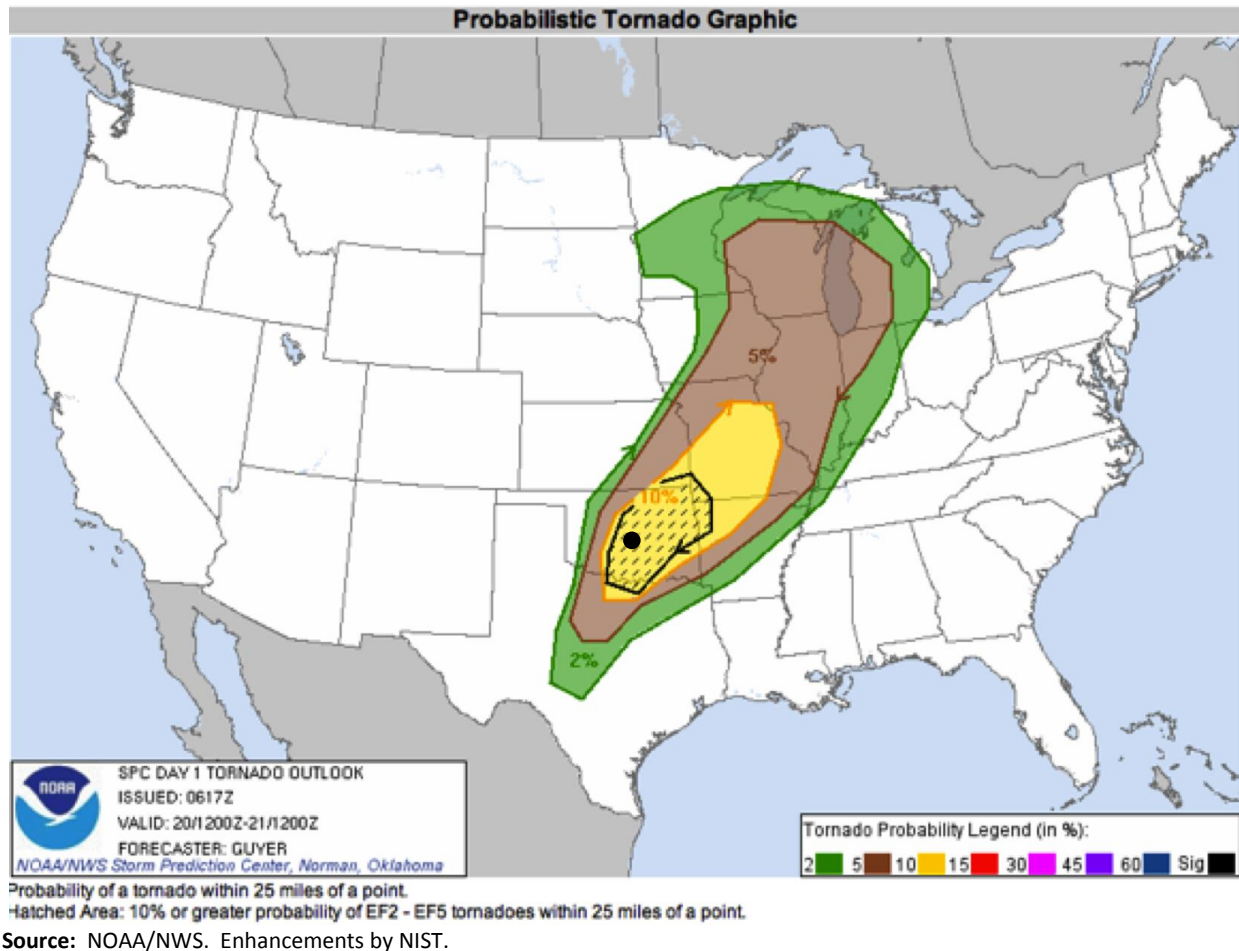 Probabilistic Tornado Graphic
5%
10%
2%
NOAA
SPC DAY 1 TORNADO OUTLOOK
ISSUED: 0617Z
VALID: 20/1200Z-21/1200Z
FORECASTER: GUYER
NOAA/NWS Storm Prediction Center, Norman, Oklahoma
Tornado Probability Legend (in %):
2 5 10 15 30 45 60 Sig
Probability of a tornado within 25 miles of a point.
Hatched Area: 10% or greater probability of EF2 - EF5 tornadoes within 25 miles of a point.
Source: NOAA/NWS. Enhancements by NIST.